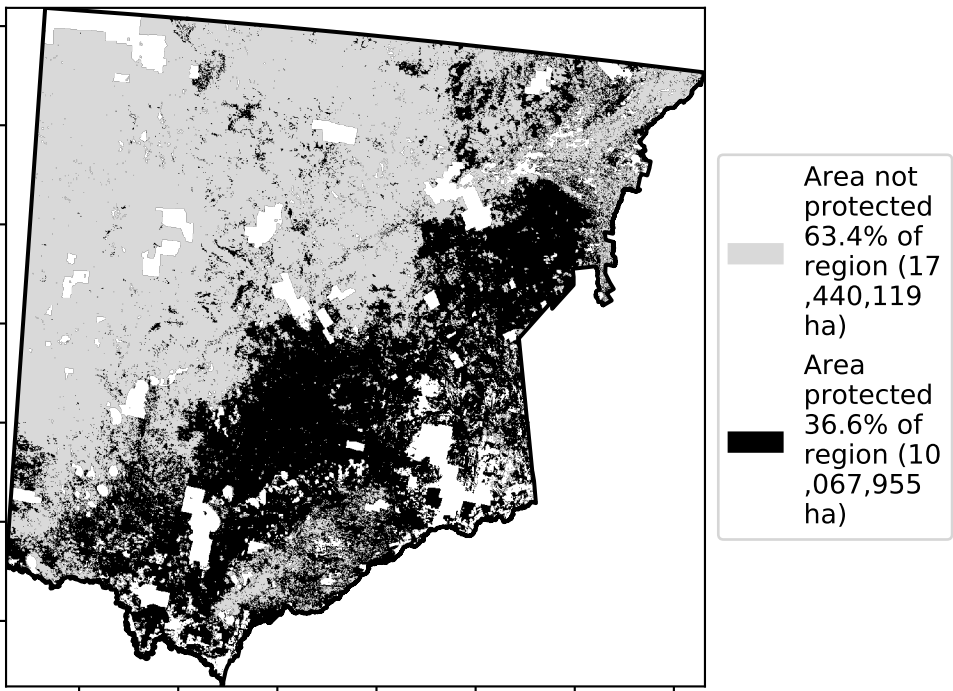 Area not
protected
63.4% of
region (17
,440,119
ha)
Area
protected
36.6% of
region (10
,067,955
ha)